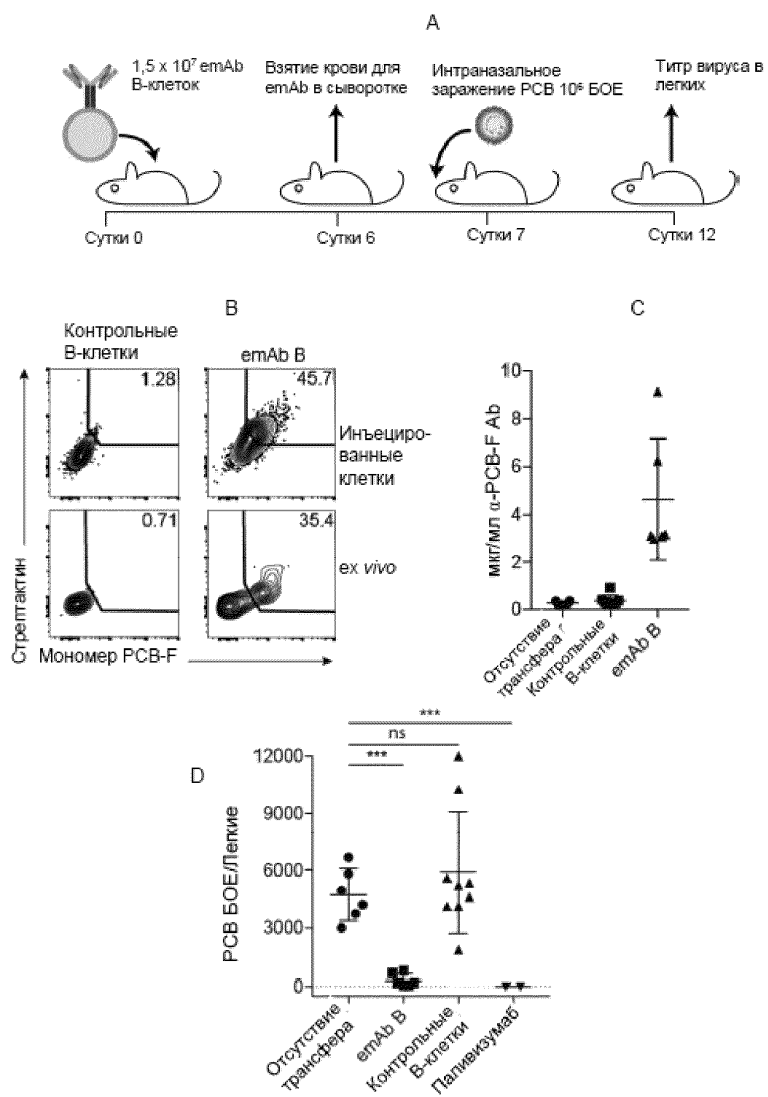 A
1,5 x 10⁷ emAb
В-клеток
Взятие крови для
emAb в сыворотке
Интраназальное
заражение РСВ 10⁶ БОЕ
Титр вируса в
легких
Сутки 0
Сутки 6
Сутки 7
Сутки 12
B
Контрольные
В-клетки
emAb B
1.28
45.7
Инъециро-
ванные
клетки
0.71
35.4
ex vivo
Стрептактин
Мономер РСВ-F
C
мкг/мл α-РСВ-F Ab
10
8
6
4
2
0
Отсутствие
трансфера
Контрольные
В-клетки
emAb B
D
***
ns
***
РСВ БОЕ/Легкие
12000
9000
6000
3000
0
Отсутствие
трансфера
emAb B
Контрольные
В-клетки
Паливизумаб